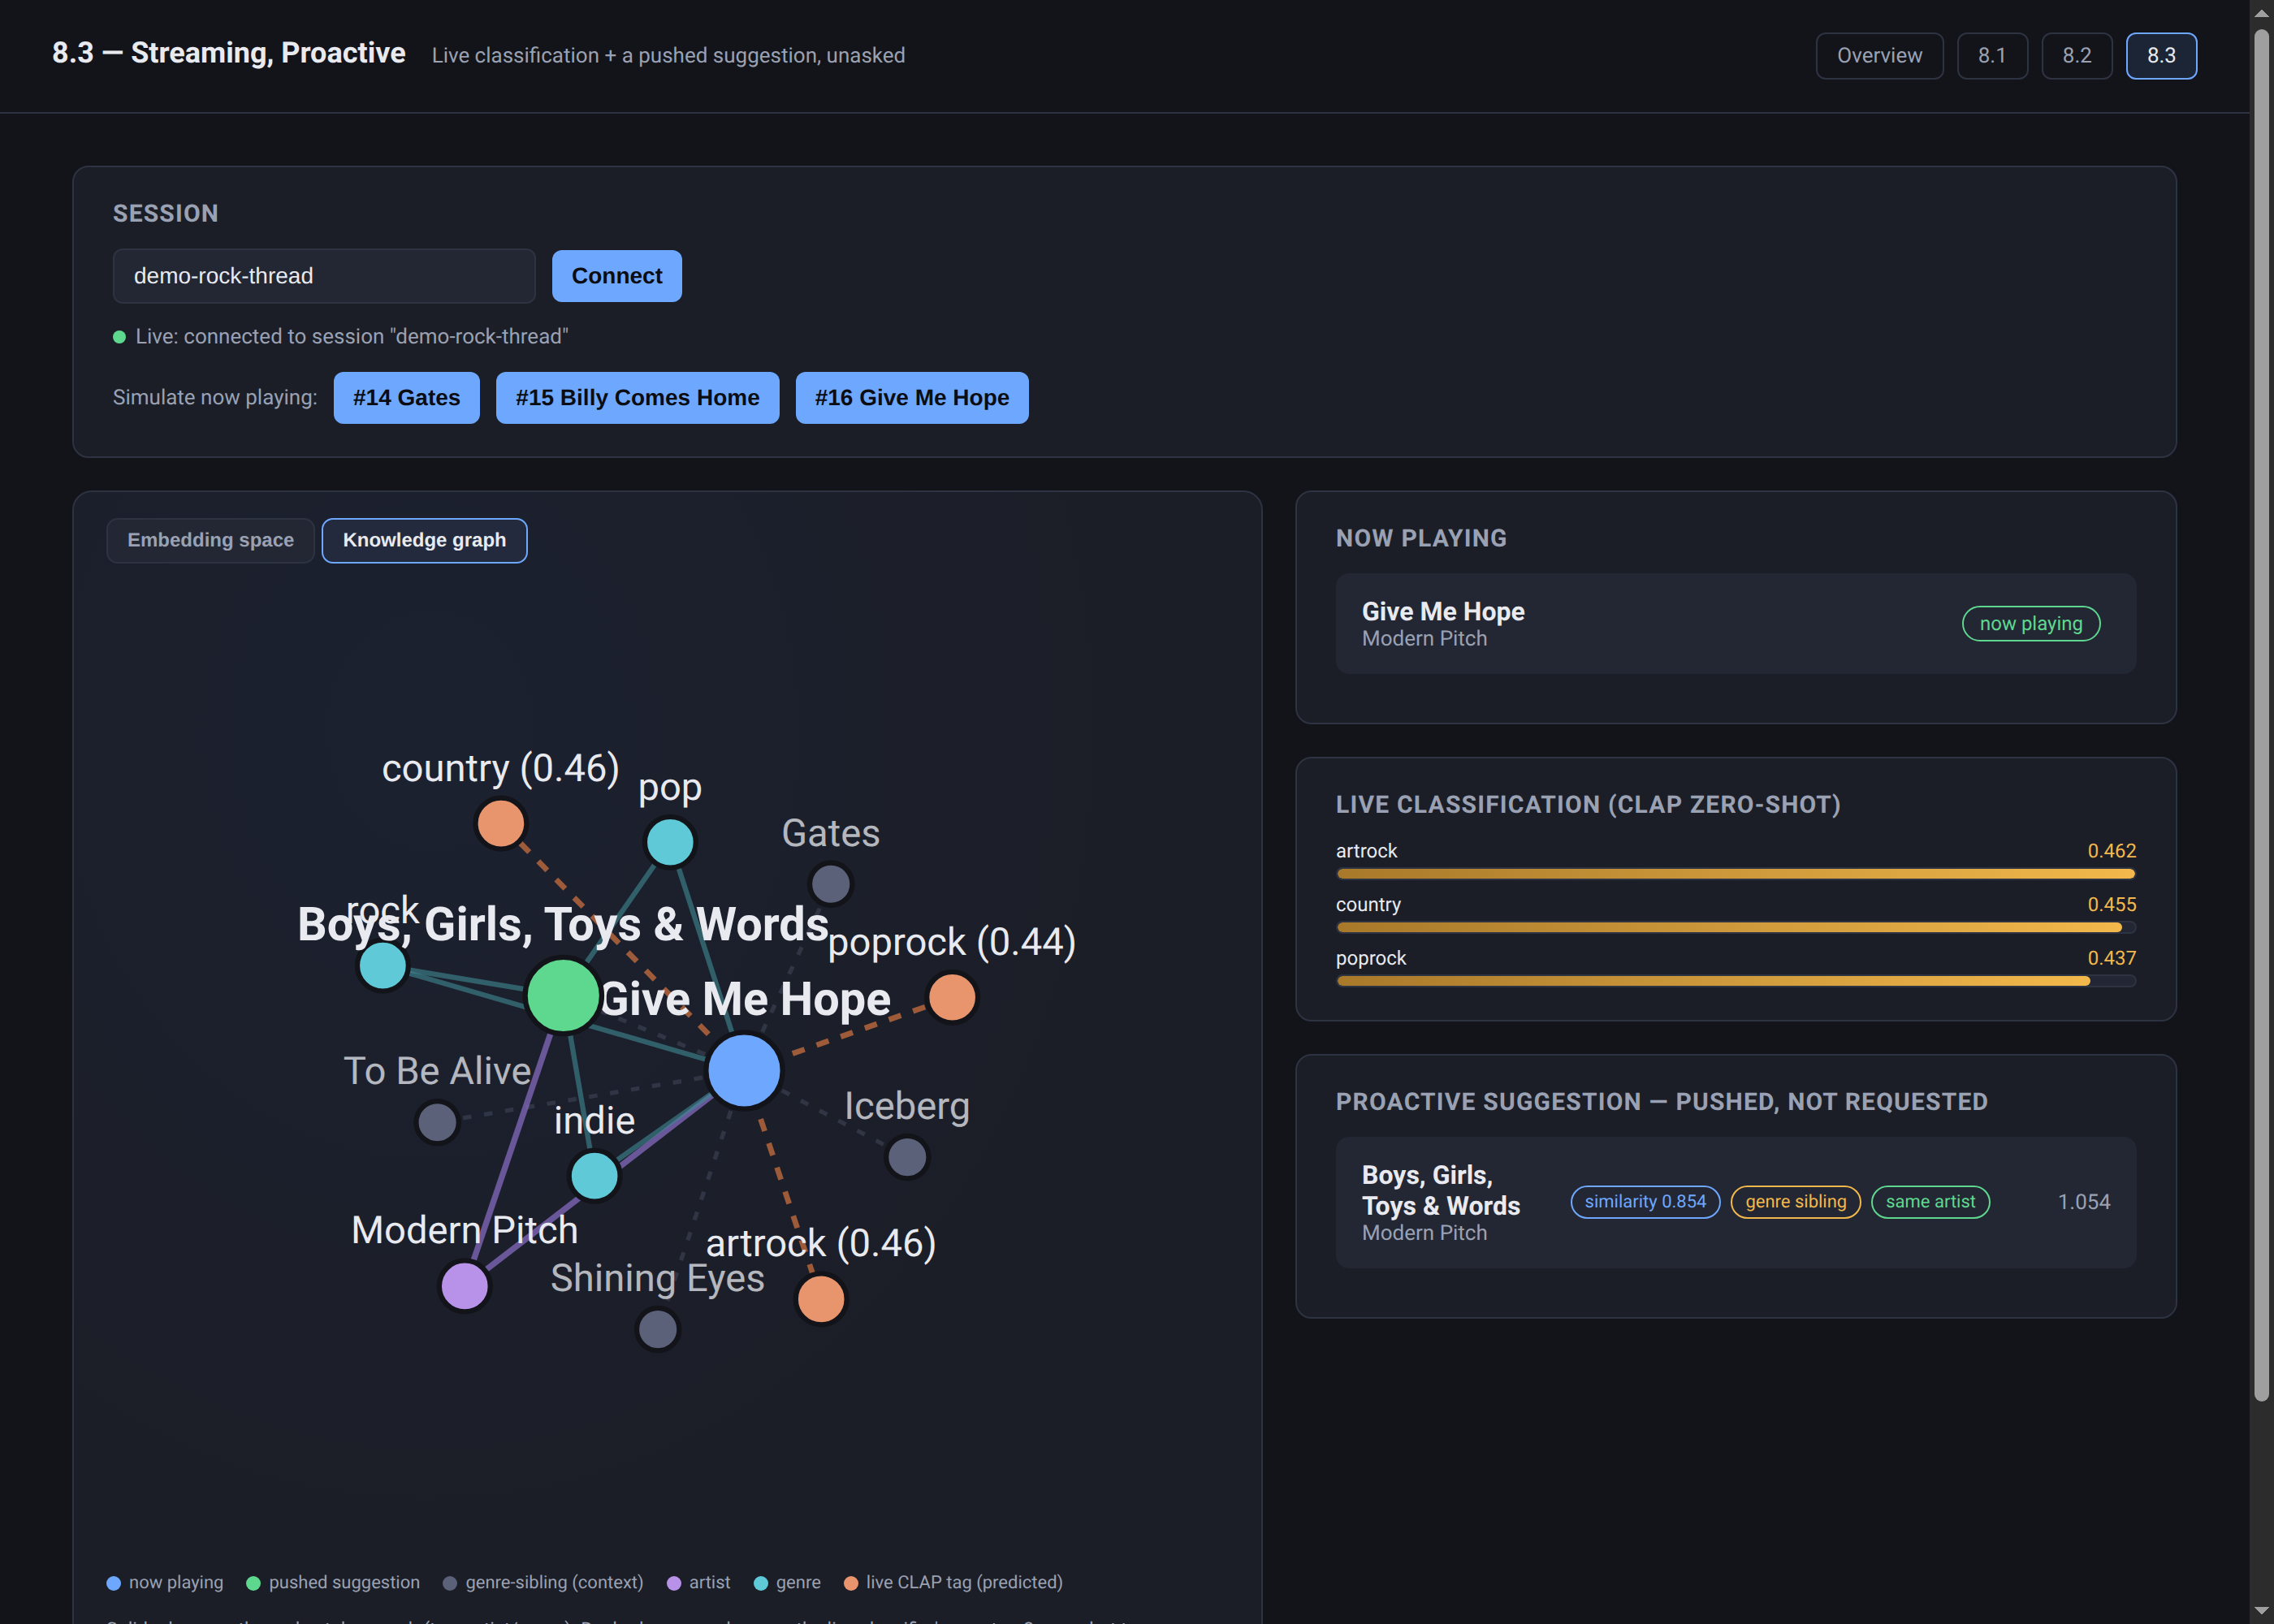 8.3 — Streaming, Proactive Live classification + a pushed suggestion, unasked
Overview 8.1 8.2 8.3
SESSION
demo-rock-thread Connect
Live: connected to session "demo-rock-thread"
Simulate now playing: #14 Gates #15 Billy Comes Home #16 Give Me Hope
Embedding space Knowledge graph
country (0.46)
pop
Gates
rock
Boys, Girls, Toys & Words
poprock (0.44)
Give Me Hope
To Be Alive
Iceberg
indie
Modern Pitch
artrock (0.46)
Shining Eyes
now playing pushed suggestion genre-sibling (context) artist genre live CLAP tag (predicted)
NOW PLAYING
Give Me Hope
Modern Pitch
now playing
LIVE CLASSIFICATION (CLAP ZERO-SHOT)
artrock 0.462
country 0.455
poprock 0.437
PROACTIVE SUGGESTION — PUSHED, NOT REQUESTED
Boys, Girls,
Toys & Words
Modern Pitch
similarity 0.854 genre sibling same artist 1.054